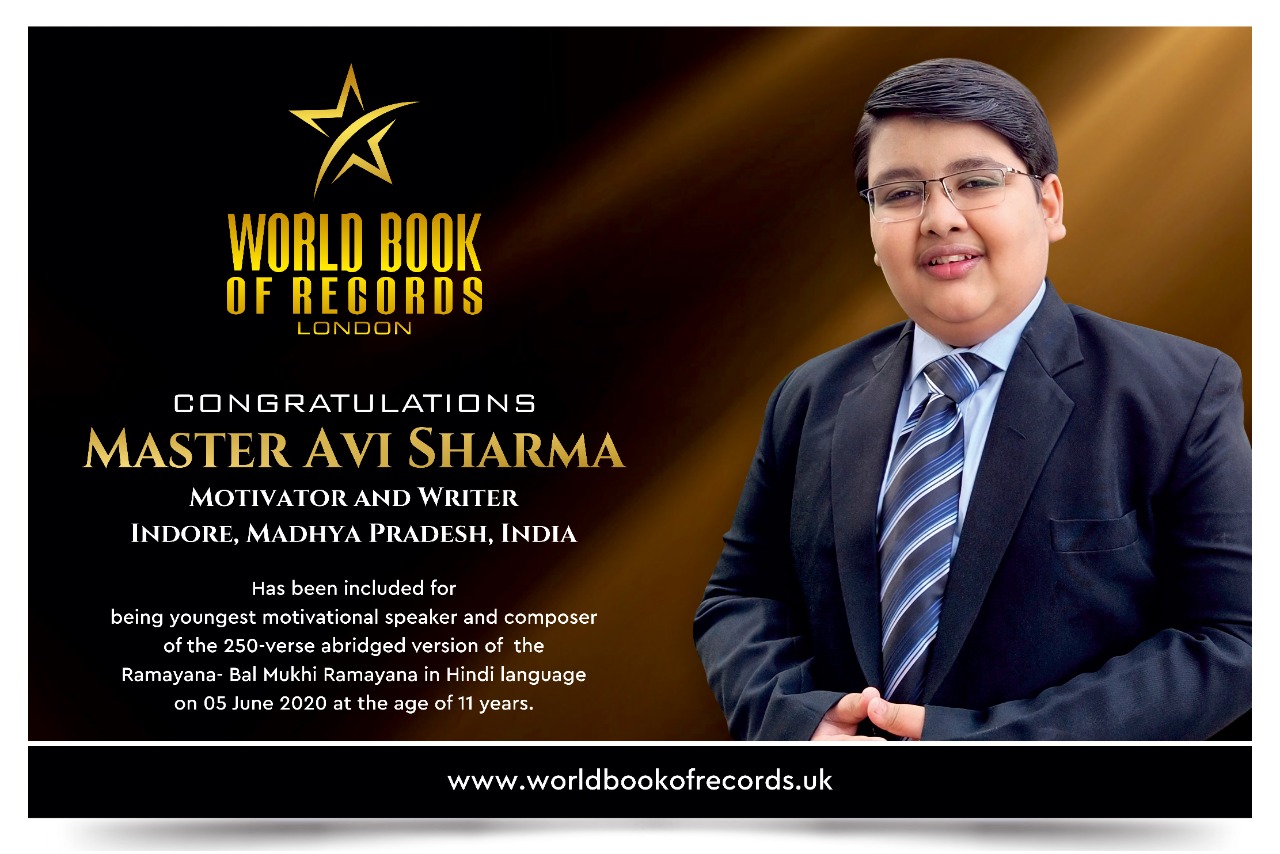 WORLD BOOK
OF RECORDS
LONDON
CONGRATULATIONS
MASTER AVI SHARMA
MOTIVATOR AND WRITER
INDORE, MADHYA PRADESH, INDIA
Has been included for
being youngest motivational speaker and composer
of the 250-verse abridged version of the
Ramayana- Bal Mukhi Ramayana in Hindi language
on 05 June 2020 at the age of 11 years.
www.worldbookofrecords.uk